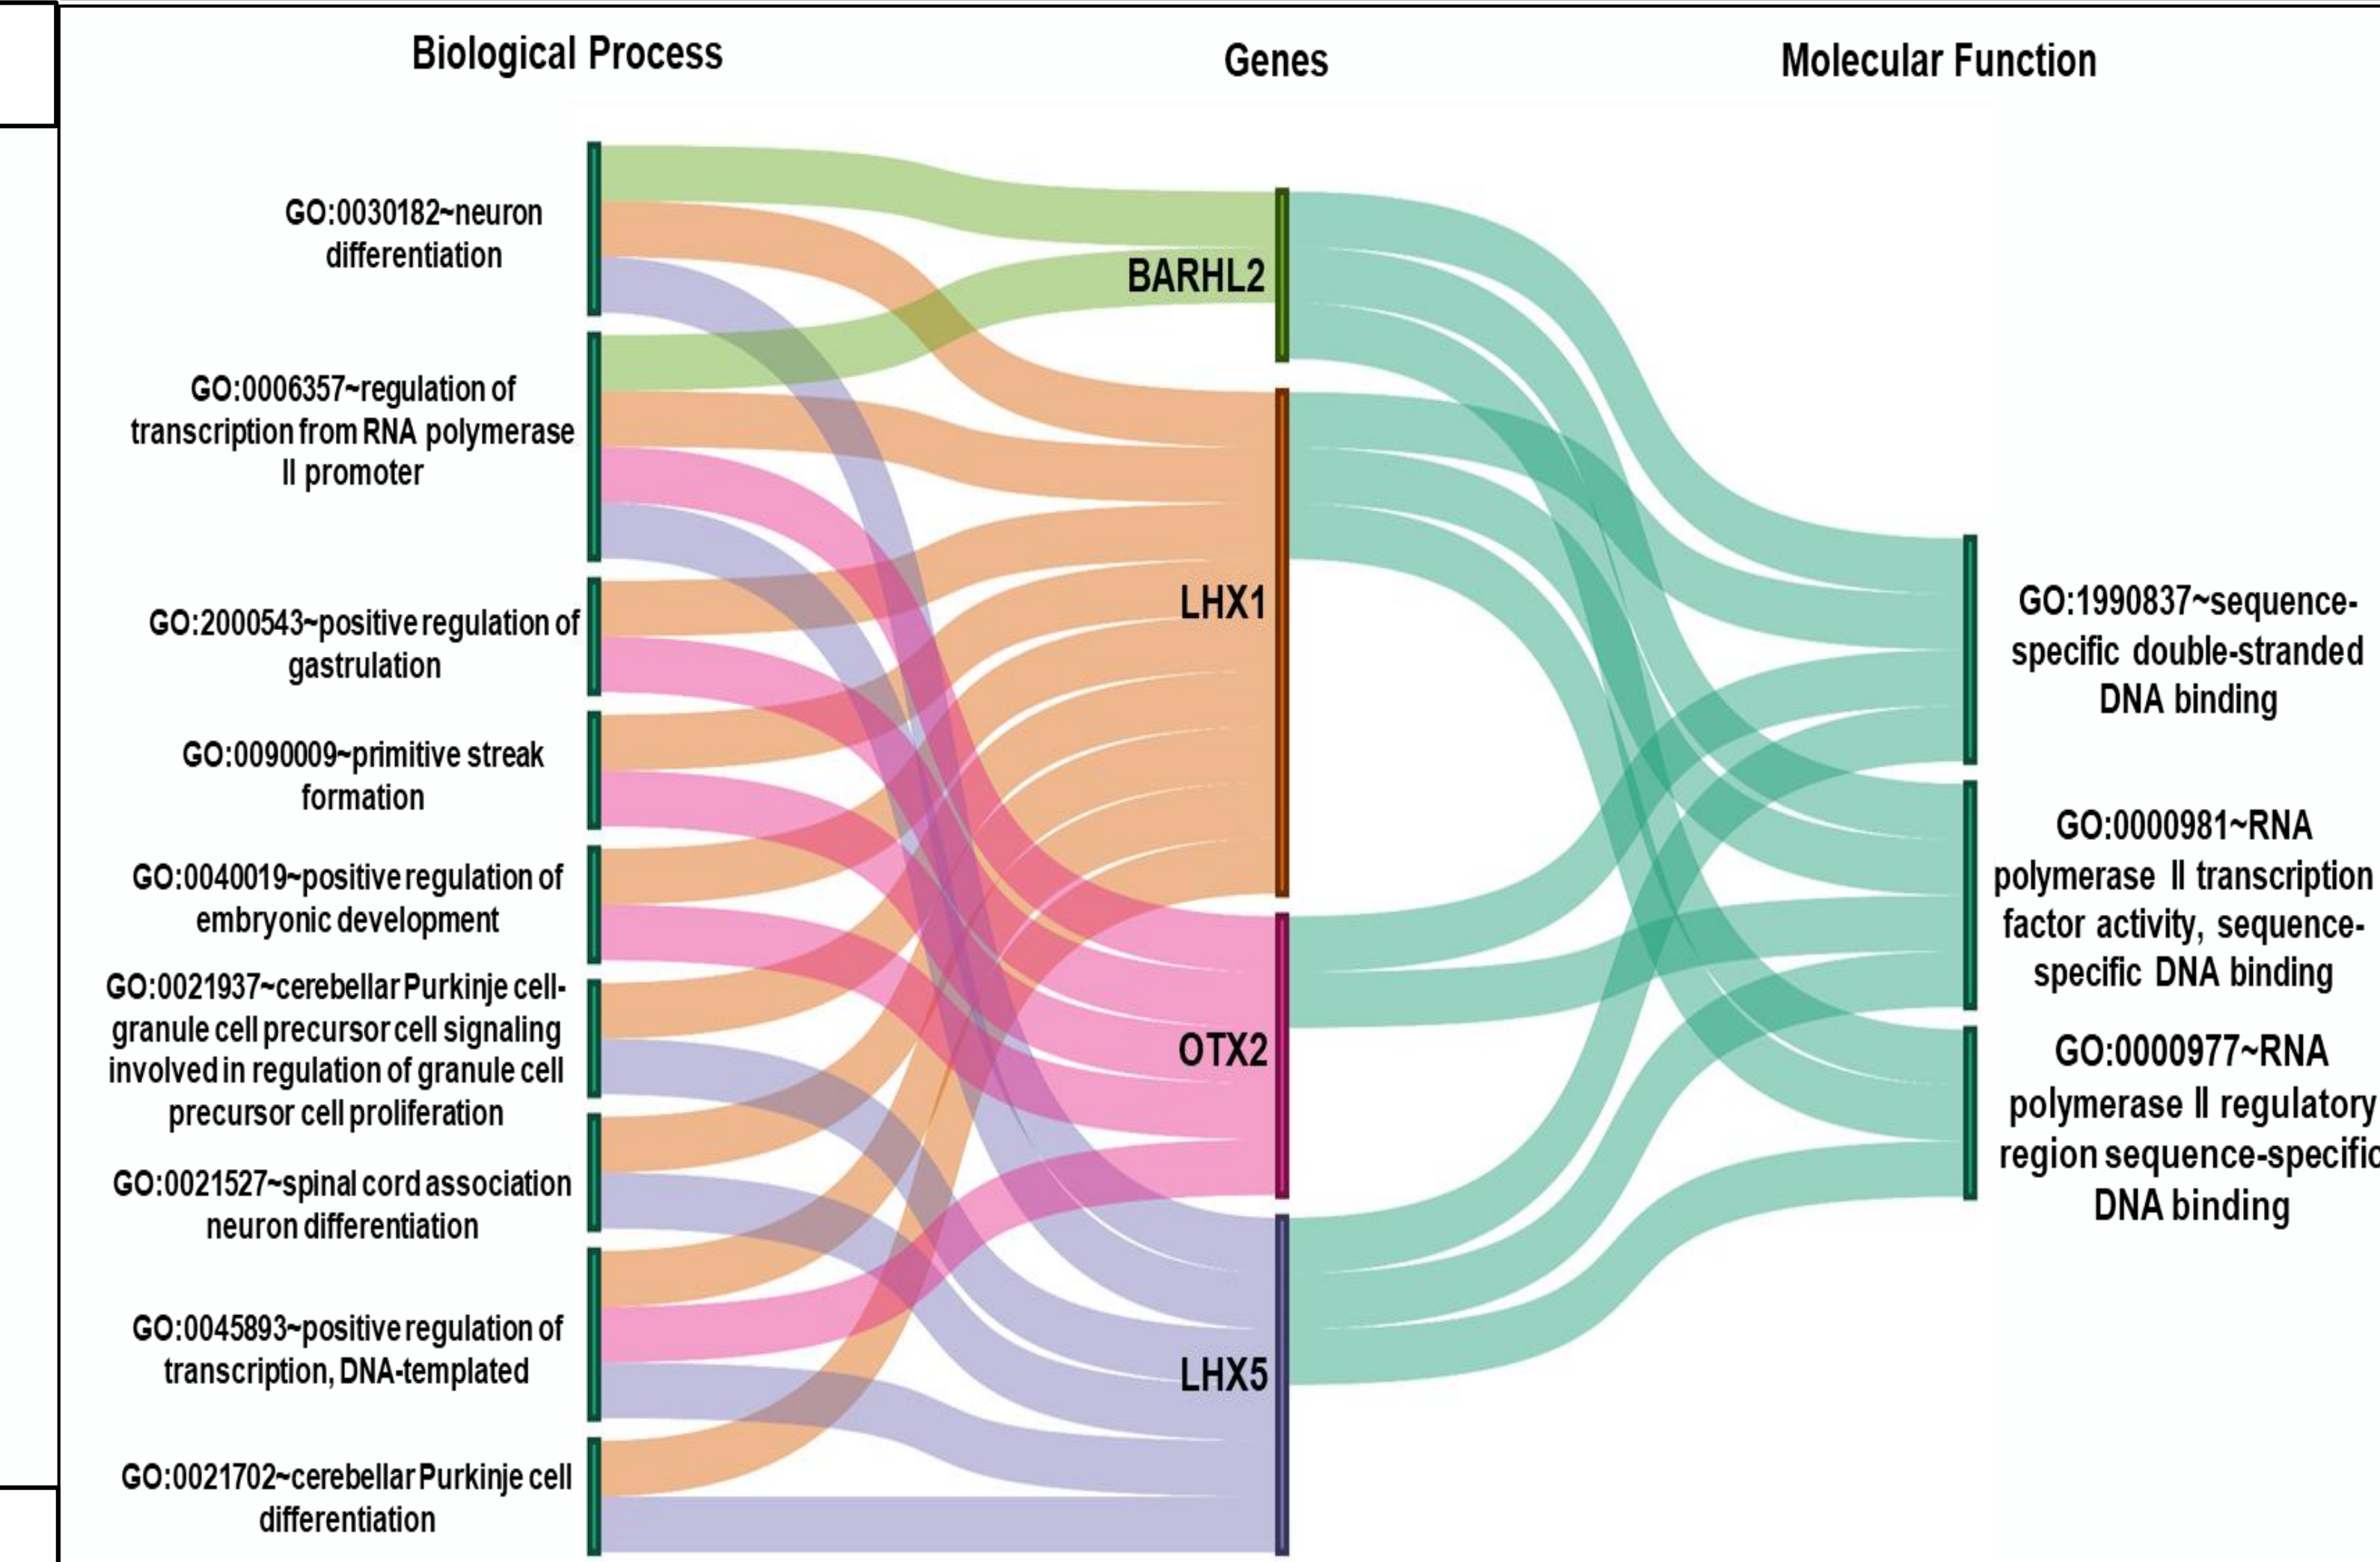 Biological Process
Genes
Molecular Function
GO:0030182~neuron
differentiation
GO:0006357~regulation of
transcription from RNA polymerase
II promoter
GO:2000543~positive regulation of
gastrulation
GO:0090009~primitive streak
formation
GO:0040019~positive regulation of
embryonic development
GO:0021937~cerebellar Purkinje cell-
granule cell precursor cell signaling
involved in regulation of granule cell
precursor cell proliferation
GO:0021527~spinal cord association
neuron differentiation
GO:0045893~positive regulation of
transcription, DNA-templated
GO:0021702~cerebellar Purkinje cell
differentiation
BARHL2
LHX1
OTX2
LHX5
GO:1990837~sequence-
specific double-stranded
DNA binding
GO:0000981~RNA
polymerase II transcription
factor activity, sequence-
specific DNA binding
GO:0000977~RNA
polymerase II regulatory
region sequence-specific
DNA binding